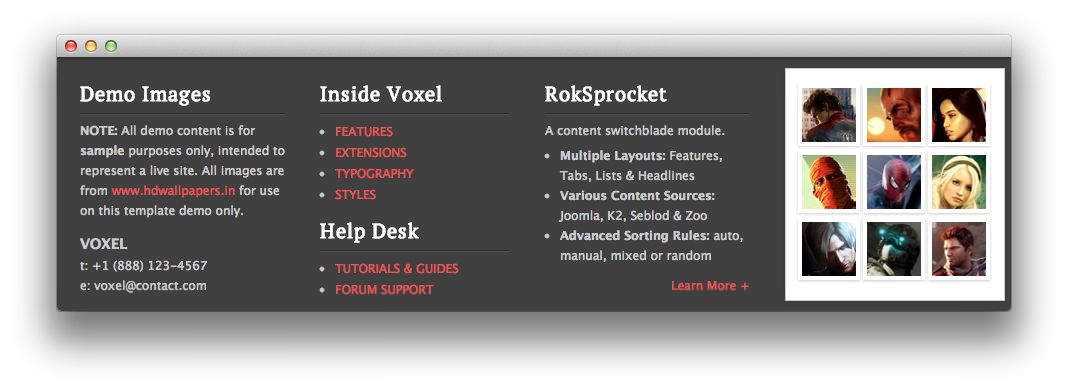 Demo Images
NOTE: All demo content is for
sample purposes only, intended to
represent a live site. All images are
from www.hdwallpapers.in for use
on this template demo only.
VOXEL
t: +1 (888) 123-4567
e: voxel@contact.com
Inside Voxel
FEATURES
EXTENSIONS
TYPOGRAPHY
STYLES
Help Desk
TUTORIALS & GUIDES
FORUM SUPPORT
RokSprocket
A content switchblade module.
Multiple Layouts: Features,
Tabs, Lists & Headlines
Various Content Sources:
Joomla, K2, Seblod & Zoo
Advanced Sorting Rules: auto,
manual, mixed or random
Learn More +